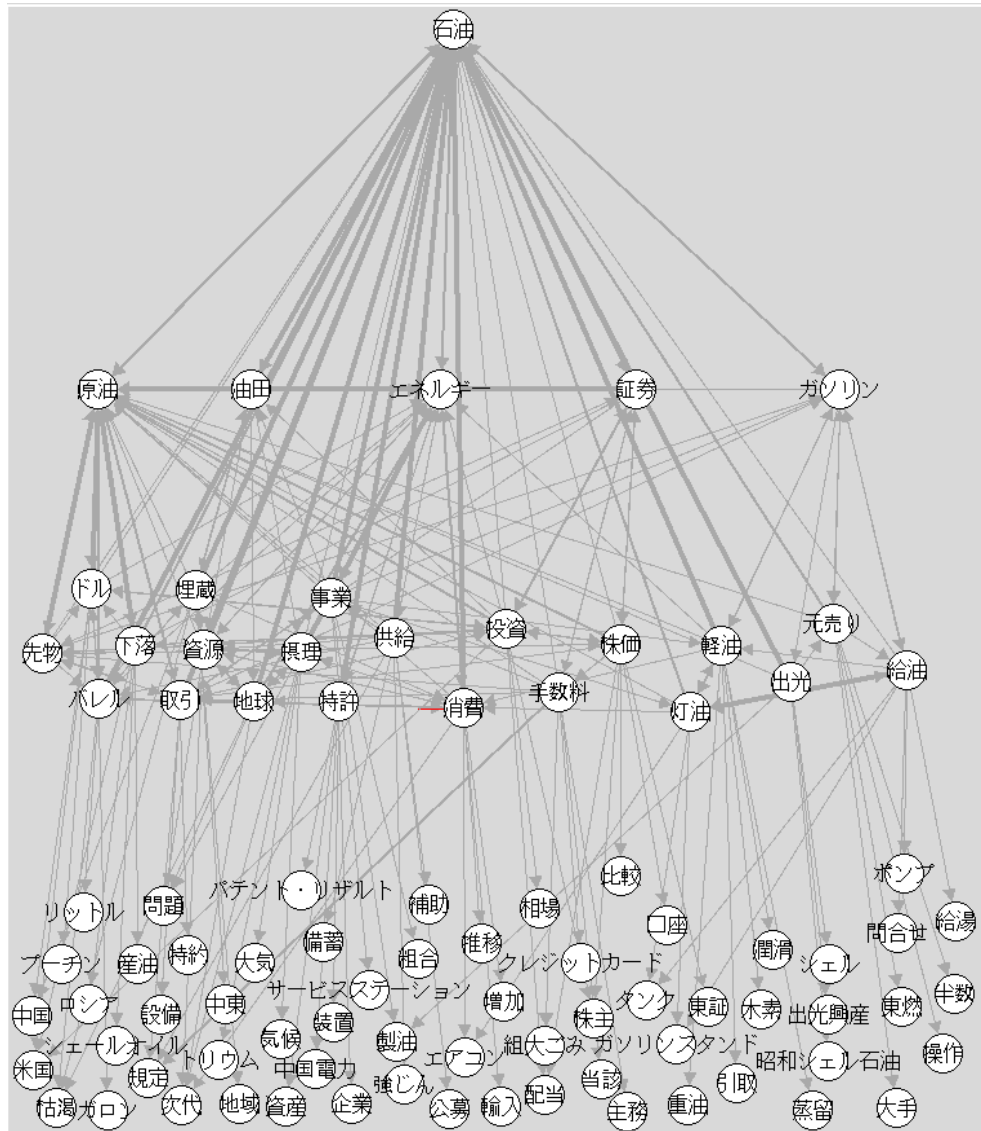 石油
原油
油田
エネルギー
証券
ガソリン
ドル
埋蔵
事業
投資
株価
元売り
先物
下落
資源
摂理
供給
軽油
給油
バレル
取引
地球
特許
消費
手数料
灯油
出光
リットル
問題
パテント・リザルト
補助
相場
比較
口座
ポンプ
問合せ
給湯
プーチン
産油
特約
大気
備蓄
組合
推移
クレジットカード
潤滑
シェル
中国
ロシア
設備
中東
サービスステーション
装置
増加
株主
タンク
東証
水素
出光興産
東燃
半数
米国
シェールオイル
トリウム
気候
中国電力
製油
エアコン
組大ごみ
ガソリンスタンド
昭和シェル石油
操作
規定
強じん
当該
引取
枯渇
ガロン
次代
地域
資産
企業
公募
輸入
配当
主務
重油
蒸留
大手